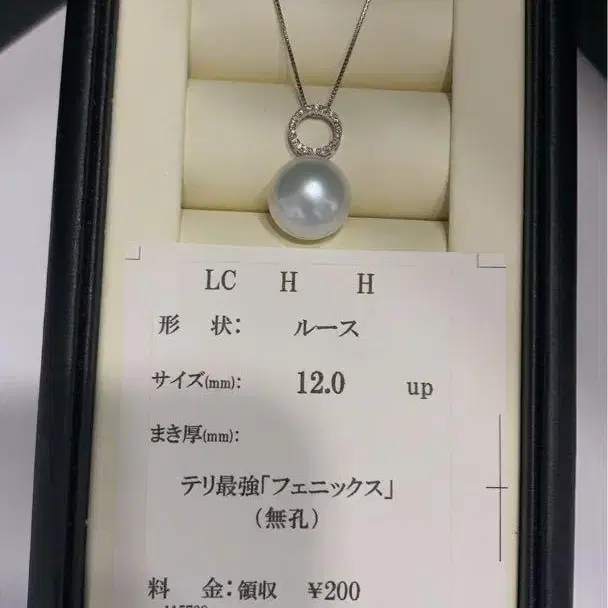 LC H H
形 状: ルース
サイズ(mm): 12.0 up
まき厚(mm):
テリ最強「フェニックス」
(無孔)
料 金:領収 ¥200